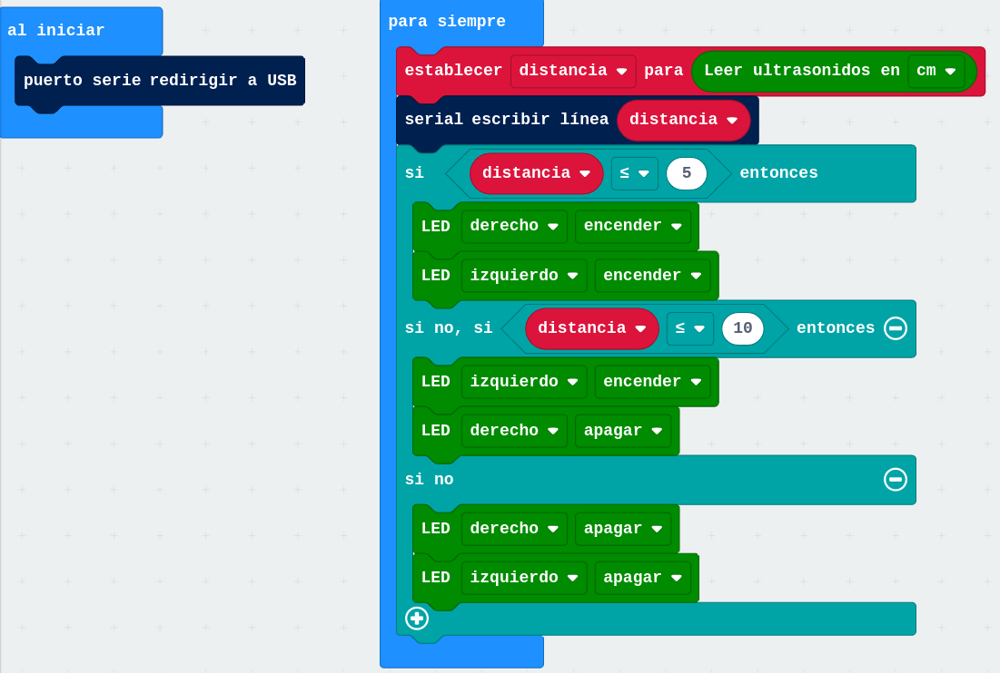 al iniciar
puerto serie redirigir a USB
para siempre
establecer distancia para Leer ultrasonidos en cm
serial escribir línea distancia
si distancia ≤ 5 entonces
LED derecho encender
LED izquierdo encender
si no, si distancia ≤ 10 entonces
LED izquierdo encender
LED derecho apagar
si no
LED derecho apagar
LED izquierdo apagar